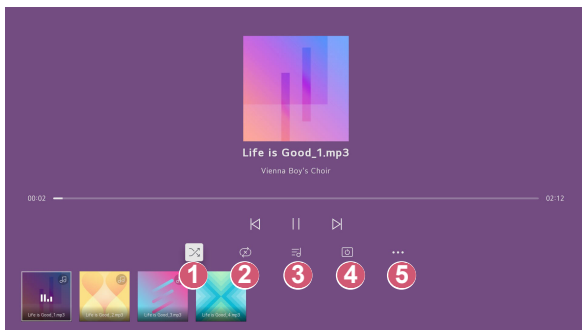 Life is Good_1.mp3
Vienna Boy's Choir
00:02
02:12
1
2
3
4
5
Life is Good_1.mp3
Life is Good_2.mp3
Life is Good_3.mp3
Life is Good_4.mp3